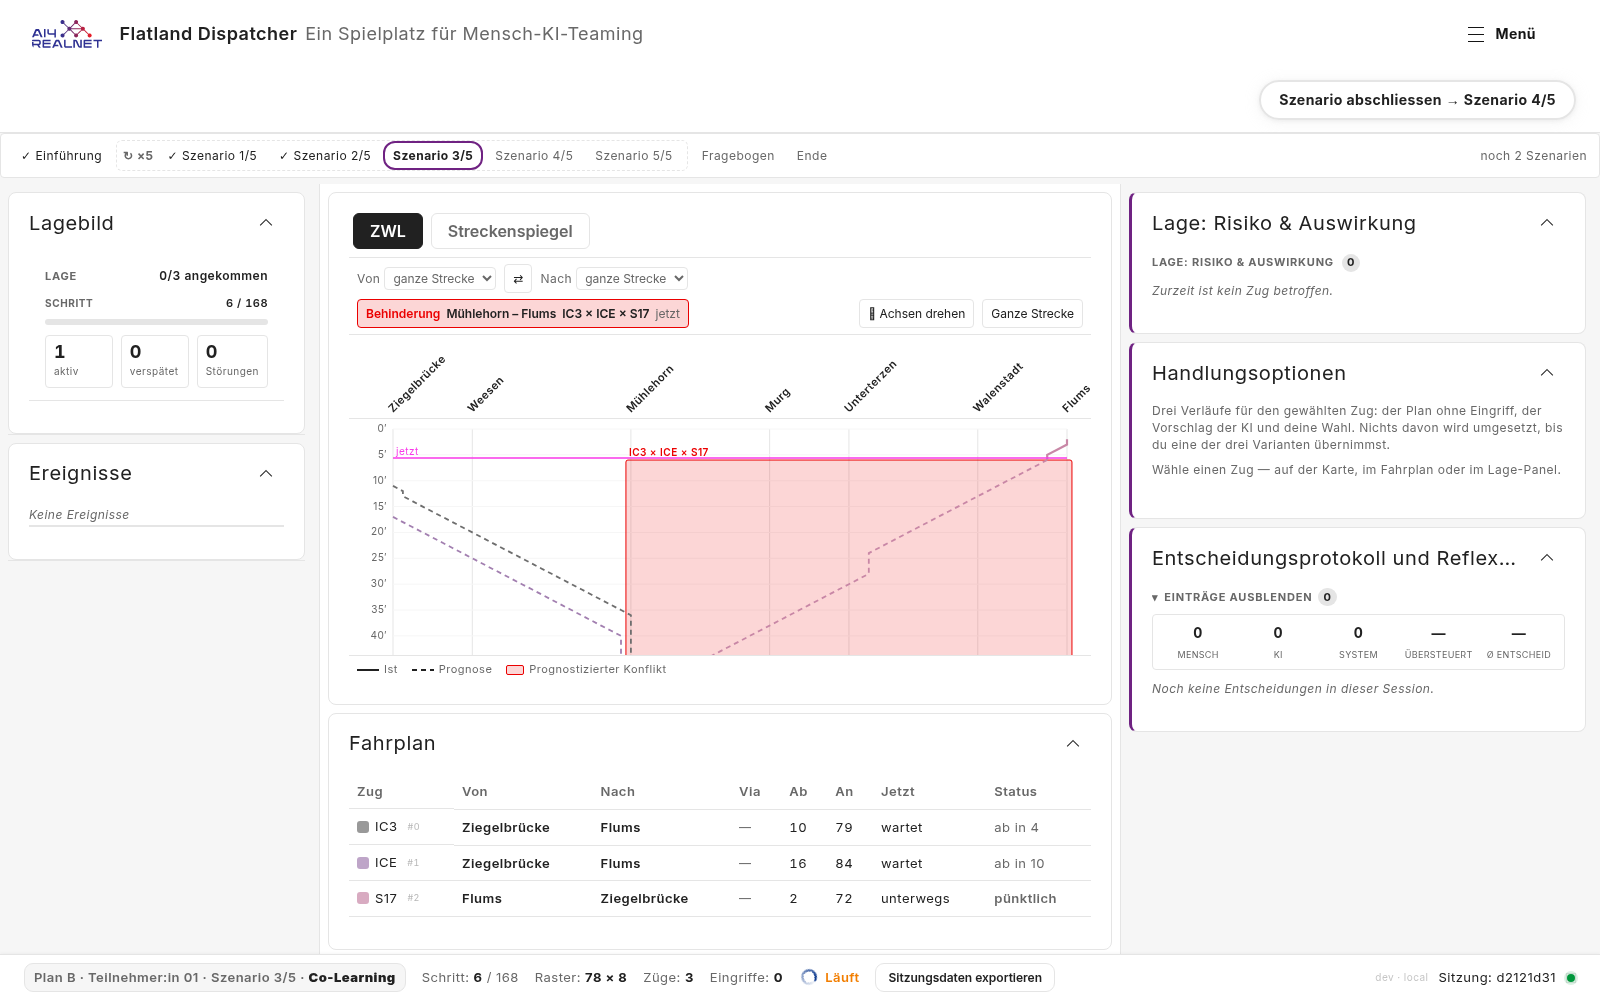 AI4 REALNET
Flatland Dispatcher Ein Spielplatz für Mensch-KI-Teaming
Menü
Szenario abschliessen → Szenario 4/5
✓ Einführung ↻ ×5 ✓ Szenario 1/5 ✓ Szenario 2/5 Szenario 3/5 Szenario 4/5 Szenario 5/5 Fragebogen Ende noch 2 Szenarien
Lagebild
LAGE 0/3 angekommen
SCHRITT 6 / 168
1 0 0
aktiv verspätet Störungen
Ereignisse
Keine Ereignisse
ZWL Streckenspiegel
Von ganze Strecke ⇄ Nach ganze Strecke
Behinderung Mühlehorn – Flums IC3 × ICE × S17 jetzt
Achsen drehen Ganze Strecke
Ziegelbrücke Weesen Mühlehorn Murg Unterterzen Walenstadt Flums
0'
jetzt IC3 × ICE × S17
5'
10'
15'
20'
25'
30'
35'
40'
Ist Prognose Prognostizierter Konflikt
Fahrplan
Zug Von Nach Via Ab An Jetzt Status
IC3 #0 Ziegelbrücke Flums — 10 79 wartet ab in 4
ICE #1 Ziegelbrücke Flums — 16 84 wartet ab in 10
S17 #2 Flums Ziegelbrücke — 2 72 unterwegs pünktlich
Lage: Risiko & Auswirkung
LAGE: RISIKO & AUSWIRKUNG 0
Zurzeit ist kein Zug betroffen.
Handlungsoptionen
Drei Verläufe für den gewählten Zug: der Plan ohne Eingriff, der
Vorschlag der KI und deine Wahl. Nichts davon wird umgesetzt, bis
du eine der drei Varianten übernimmst.
Wähle einen Zug — auf der Karte, im Fahrplan oder im Lage-Panel.
Entscheidungsprotokoll und Reflex...
▾ EINTRÄGE AUSBLENDEN 0
0 0 0 — —
MENSCH KI SYSTEM ÜBERSTEUERT Ø ENTSCHEID
Noch keine Entscheidungen in dieser Session.
Plan B · Teilnehmer:in 01 · Szenario 3/5 · Co-Learning Schritt: 6 / 168 Raster: 78 × 8 Züge: 3 Eingriffe: 0 Läuft Sitzungsdaten exportieren dev · local Sitzung: d2121d31